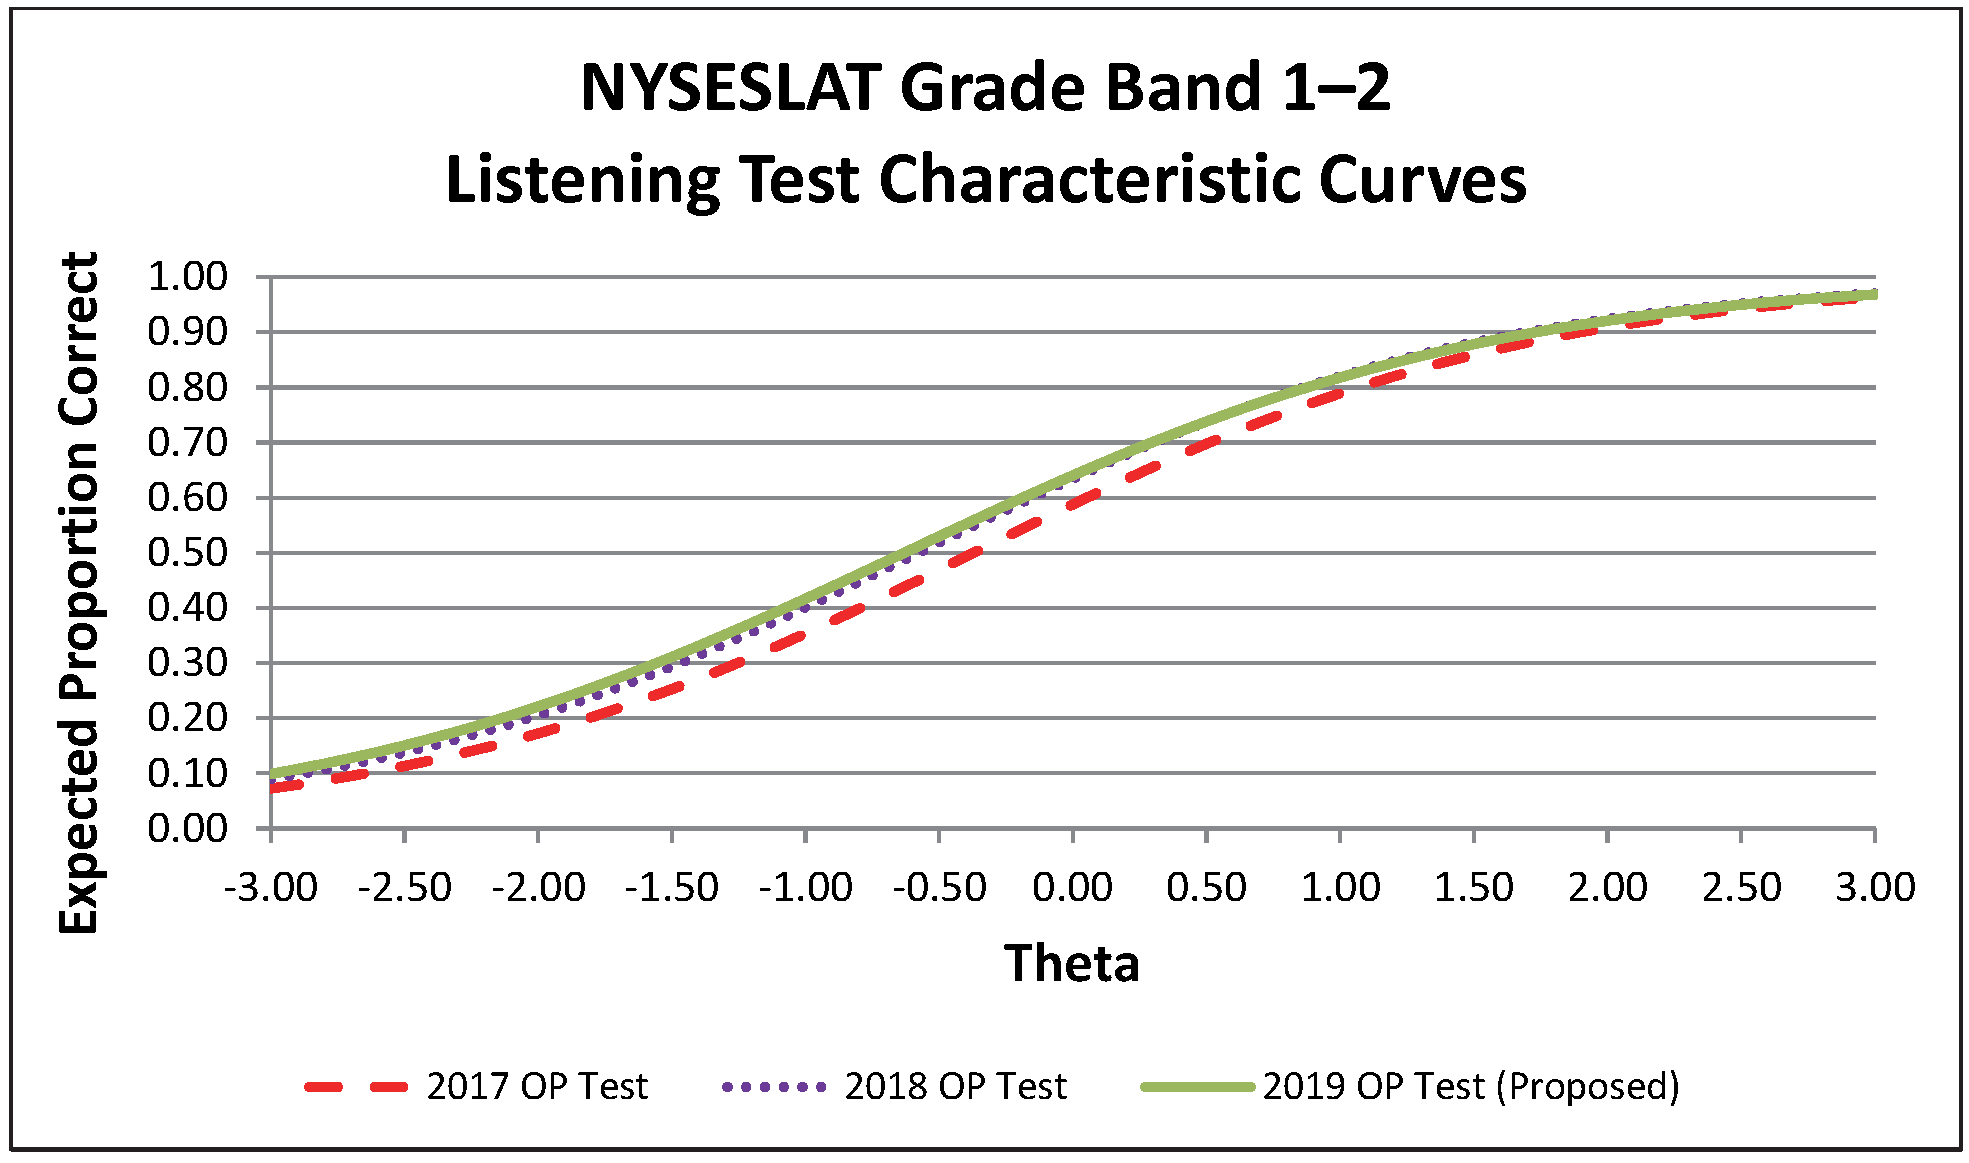 NYSESLAT Grade Band 1–2
Listening Test Characteristic Curves
Expected Proportion Correct
1.00
0.90
0.80
0.70
0.60
0.50
0.40
0.30
0.20
0.10
0.00
-3.00 -2.50 -2.00 -1.50 -1.00 -0.50 0.00 0.50 1.00 1.50 2.00 2.50 3.00
Theta
2017 OP Test 2018 OP Test 2019 OP Test (Proposed)